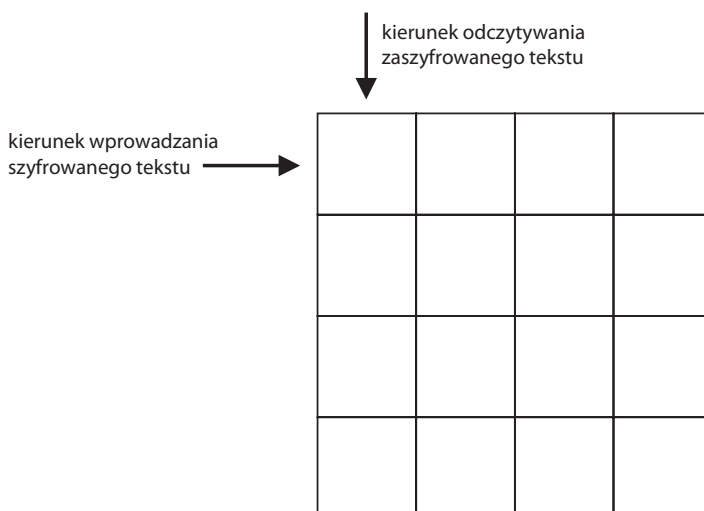 kierunek odczytywania
zaszyfrowanego tekstu
kierunek wprowadzania
szyfrowanego tekstu